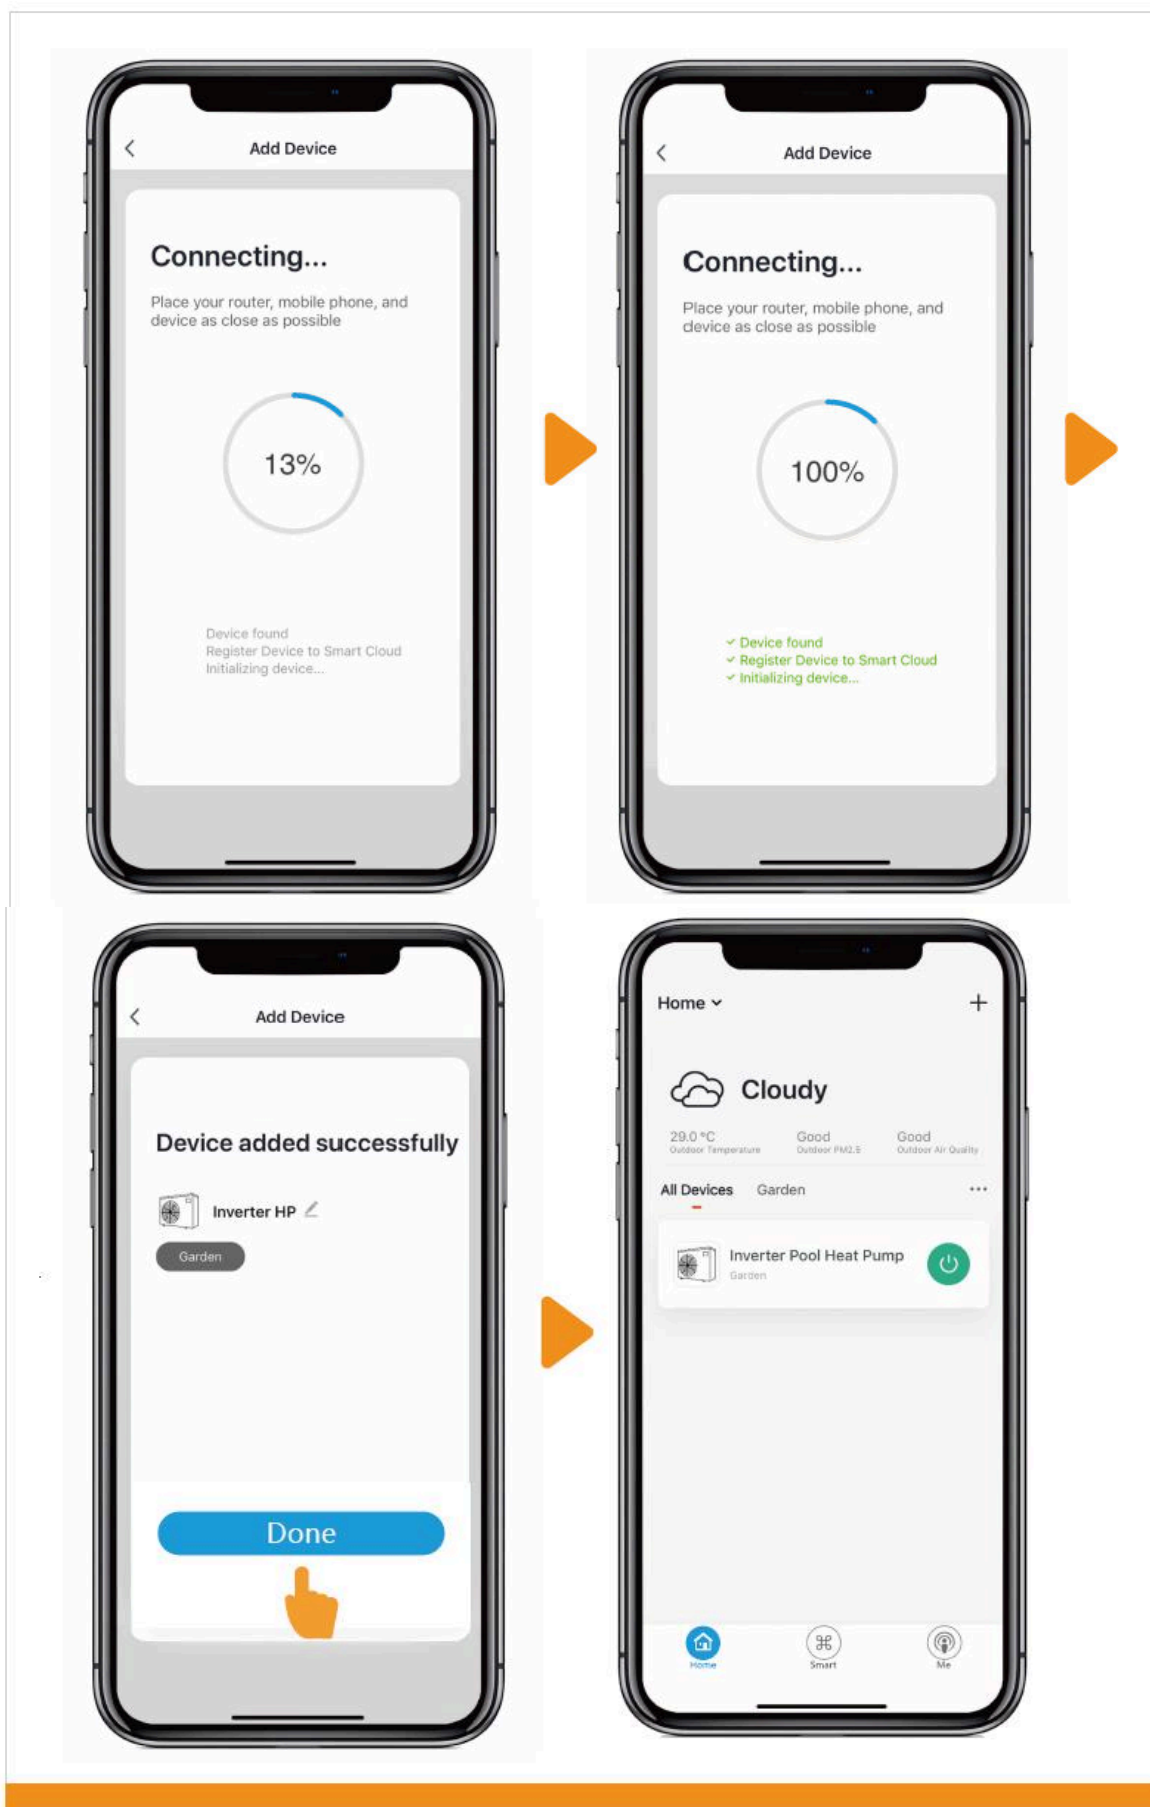 Add Device
Connecting...
Place your router, mobile phone, and
device as close as possible
13%
Device found
Register Device to Smart Cloud
Initializing device...
Add Device
Connecting...
Place your router, mobile phone, and
device as close as possible
100%
✓ Device found
✓ Register Device to Smart Cloud
✓ Initializing device...
Add Device
Device added successfully
Inverter HP
Garden
Done
Home
Cloudy
29.0 °C Good Good
Outdoor Temperature Outdoor PM2.5 Outdoor Air Quality
All Devices Garden
Inverter Pool Heat Pump
Garden
Home Smart Me